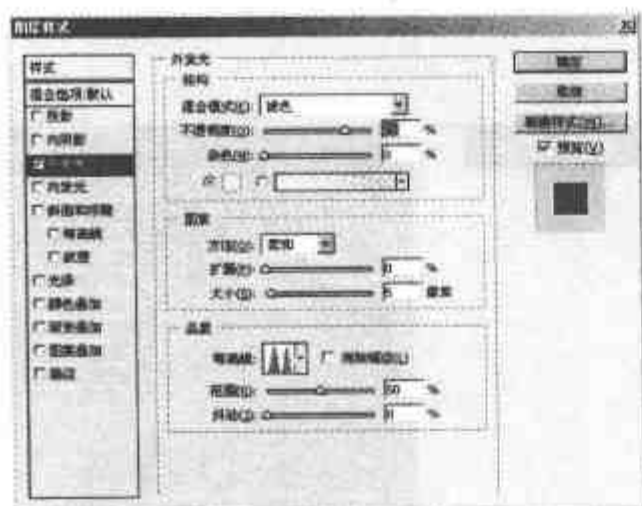 图层样式
样式
混合选项:默认
投影
内阴影
内发光
斜面和浮雕
等高线
纹理
光泽
颜色叠加
渐变叠加
图案叠加
描边
外发光
结构
混合模式(E): 滤色
不透明度(O): %
杂色(N): 0 %
图素
方法(Q): 柔和
扩展(P): 0 %
大小(S): 5 像素
品质
等高线: 消除锯齿(L)
范围(R): 50 %
抖动(J): 0 %
确定
取消
新建样式(W)...
预览(V)